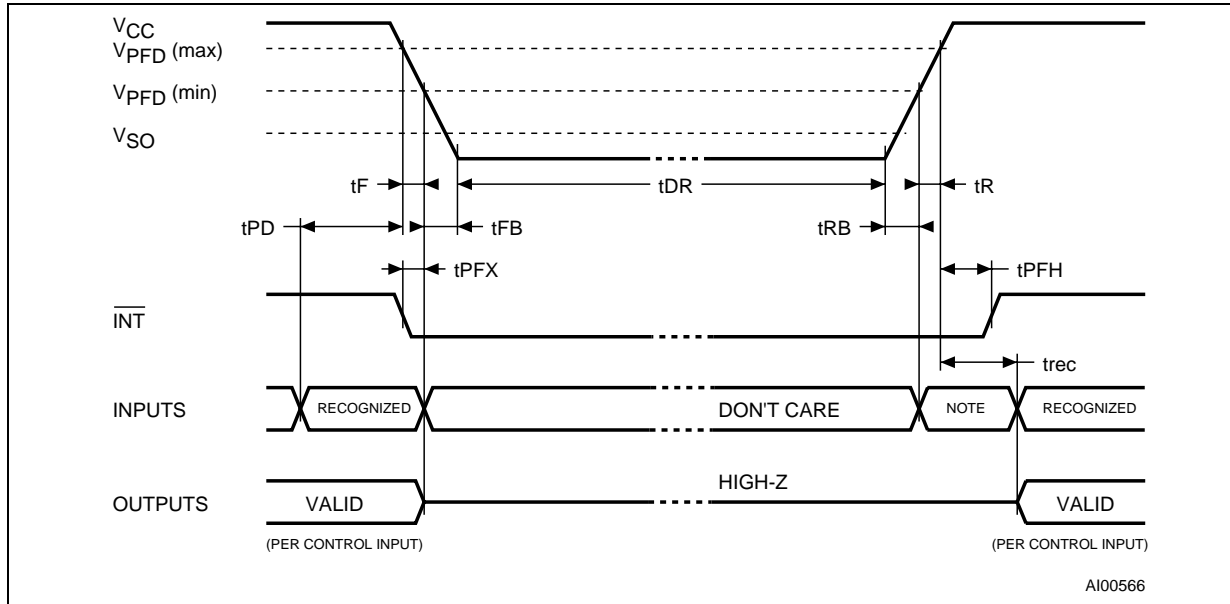 VCC
VPFD (max)
VPFD (min)
VSO
tF
tDR
tR
tPD
tFB
tRB
tPFX
tPFH
INT
trec
INPUTS
RECOGNIZED
DON'T CARE
NOTE
RECOGNIZED
HIGH-Z
OUTPUTS
VALID
VALID
(PER CONTROL INPUT)
(PER CONTROL INPUT)
AI00566